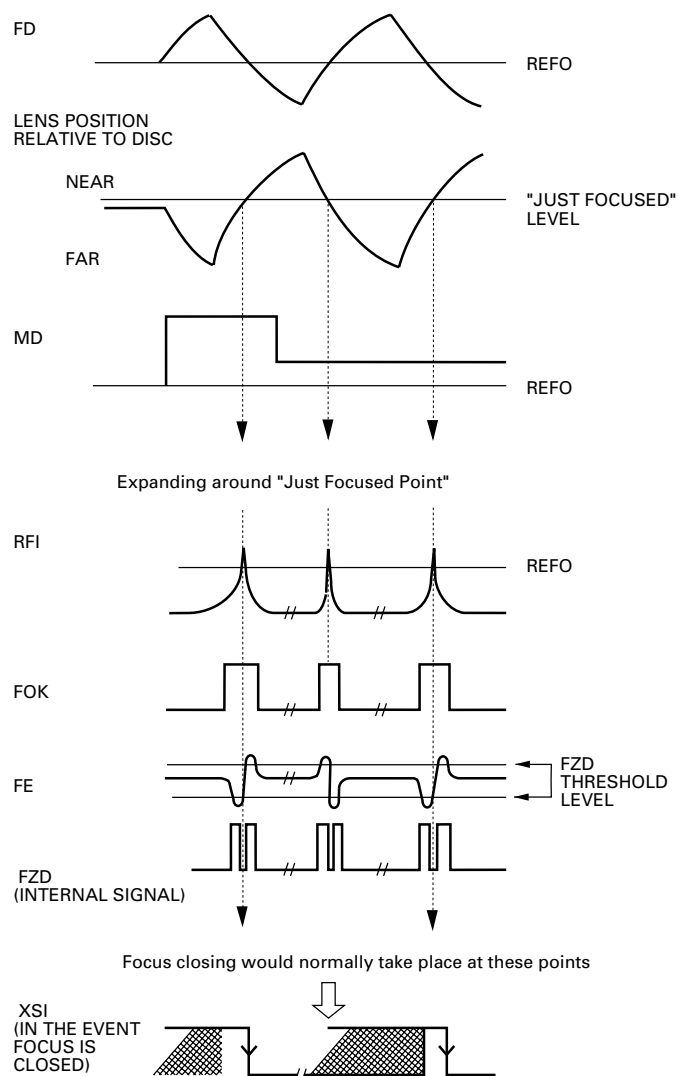 FD
REFO
LENS POSITION
RELATIVE TO DISC
NEAR
"JUST FOCUSED"
LEVEL
FAR
MD
REFO
Expanding around "Just Focused Point"
RFI
REFO
FOK
FZD
THRESHOLD
LEVEL
FE
FZD
(INTERNAL SIGNAL)
Focus closing would normally take place at these points
XSI
(IN THE EVENT
FOCUS IS
CLOSED)